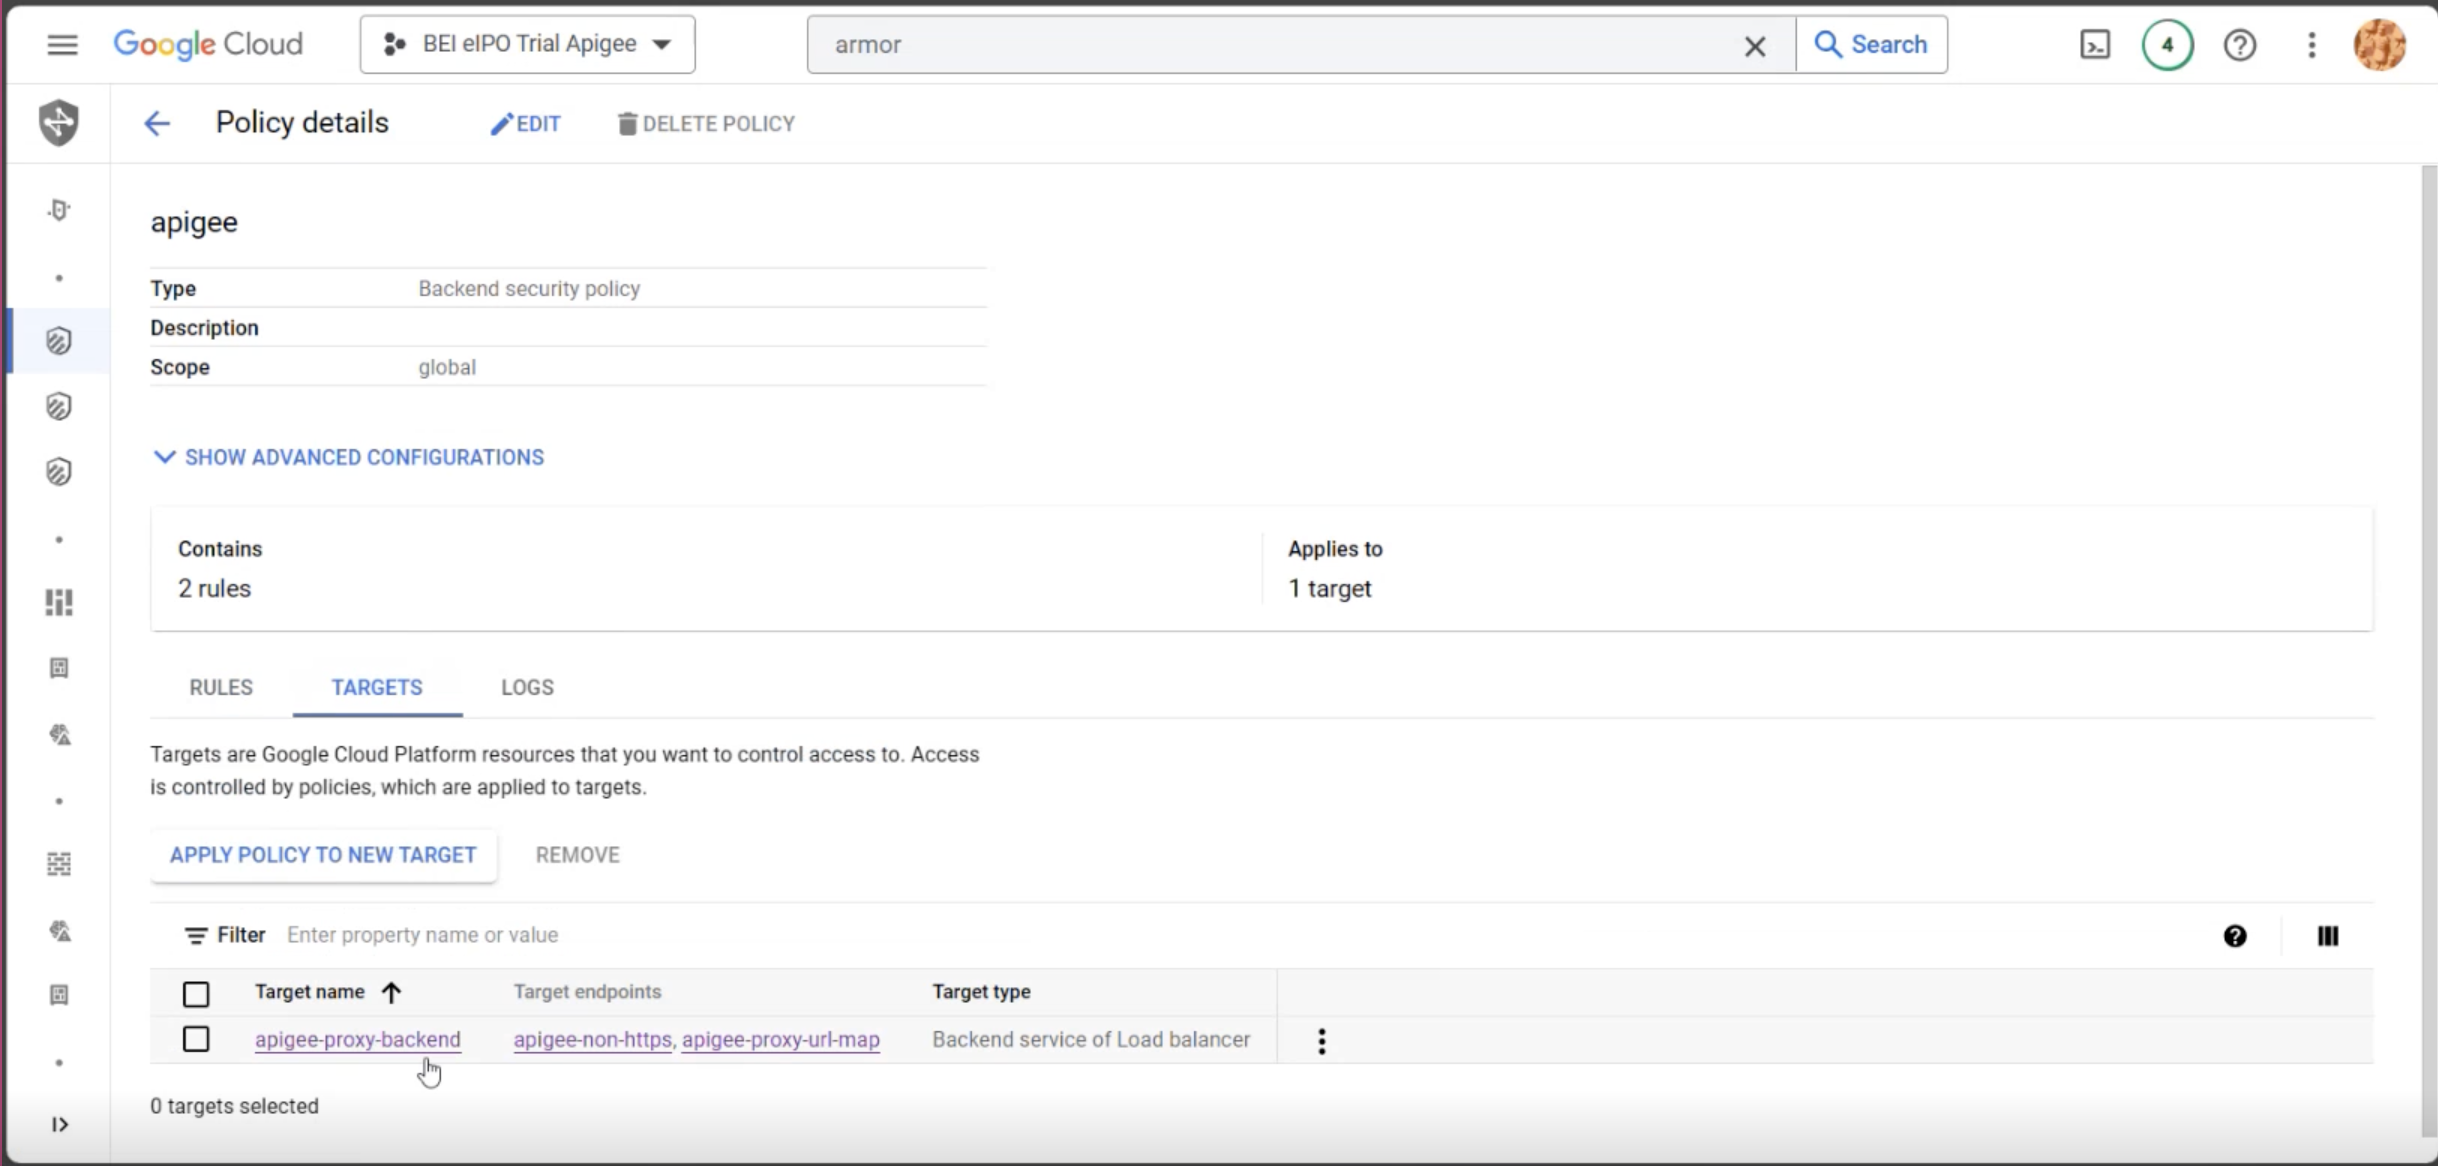 Google Cloud
BEI eIPO Trial Apigee
armor
Search
4
Policy details
EDIT
DELETE POLICY
apigee
Type Backend security policy
Description
Scope global
SHOW ADVANCED CONFIGURATIONS
Contains
2 rules
Applies to
1 target
RULES TARGETS LOGS
Targets are Google Cloud Platform resources that you want to control access to. Access
is controlled by policies, which are applied to targets.
APPLY POLICY TO NEW TARGET REMOVE
Filter Enter property name or value
Target name Target endpoints Target type
apigee-proxy-backend apigee-non-https, apigee-proxy-url-map Backend service of Load balancer
0 targets selected